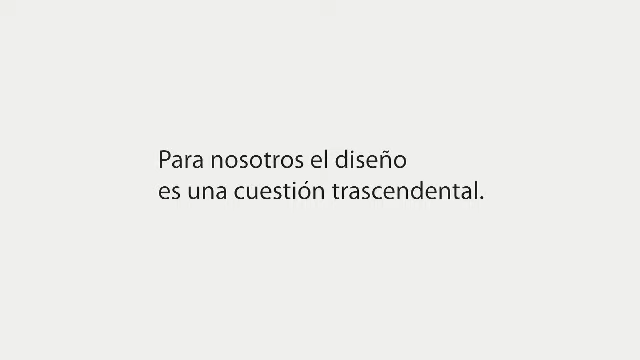 Para nosotros el diseño
es una cuestión trascendental.